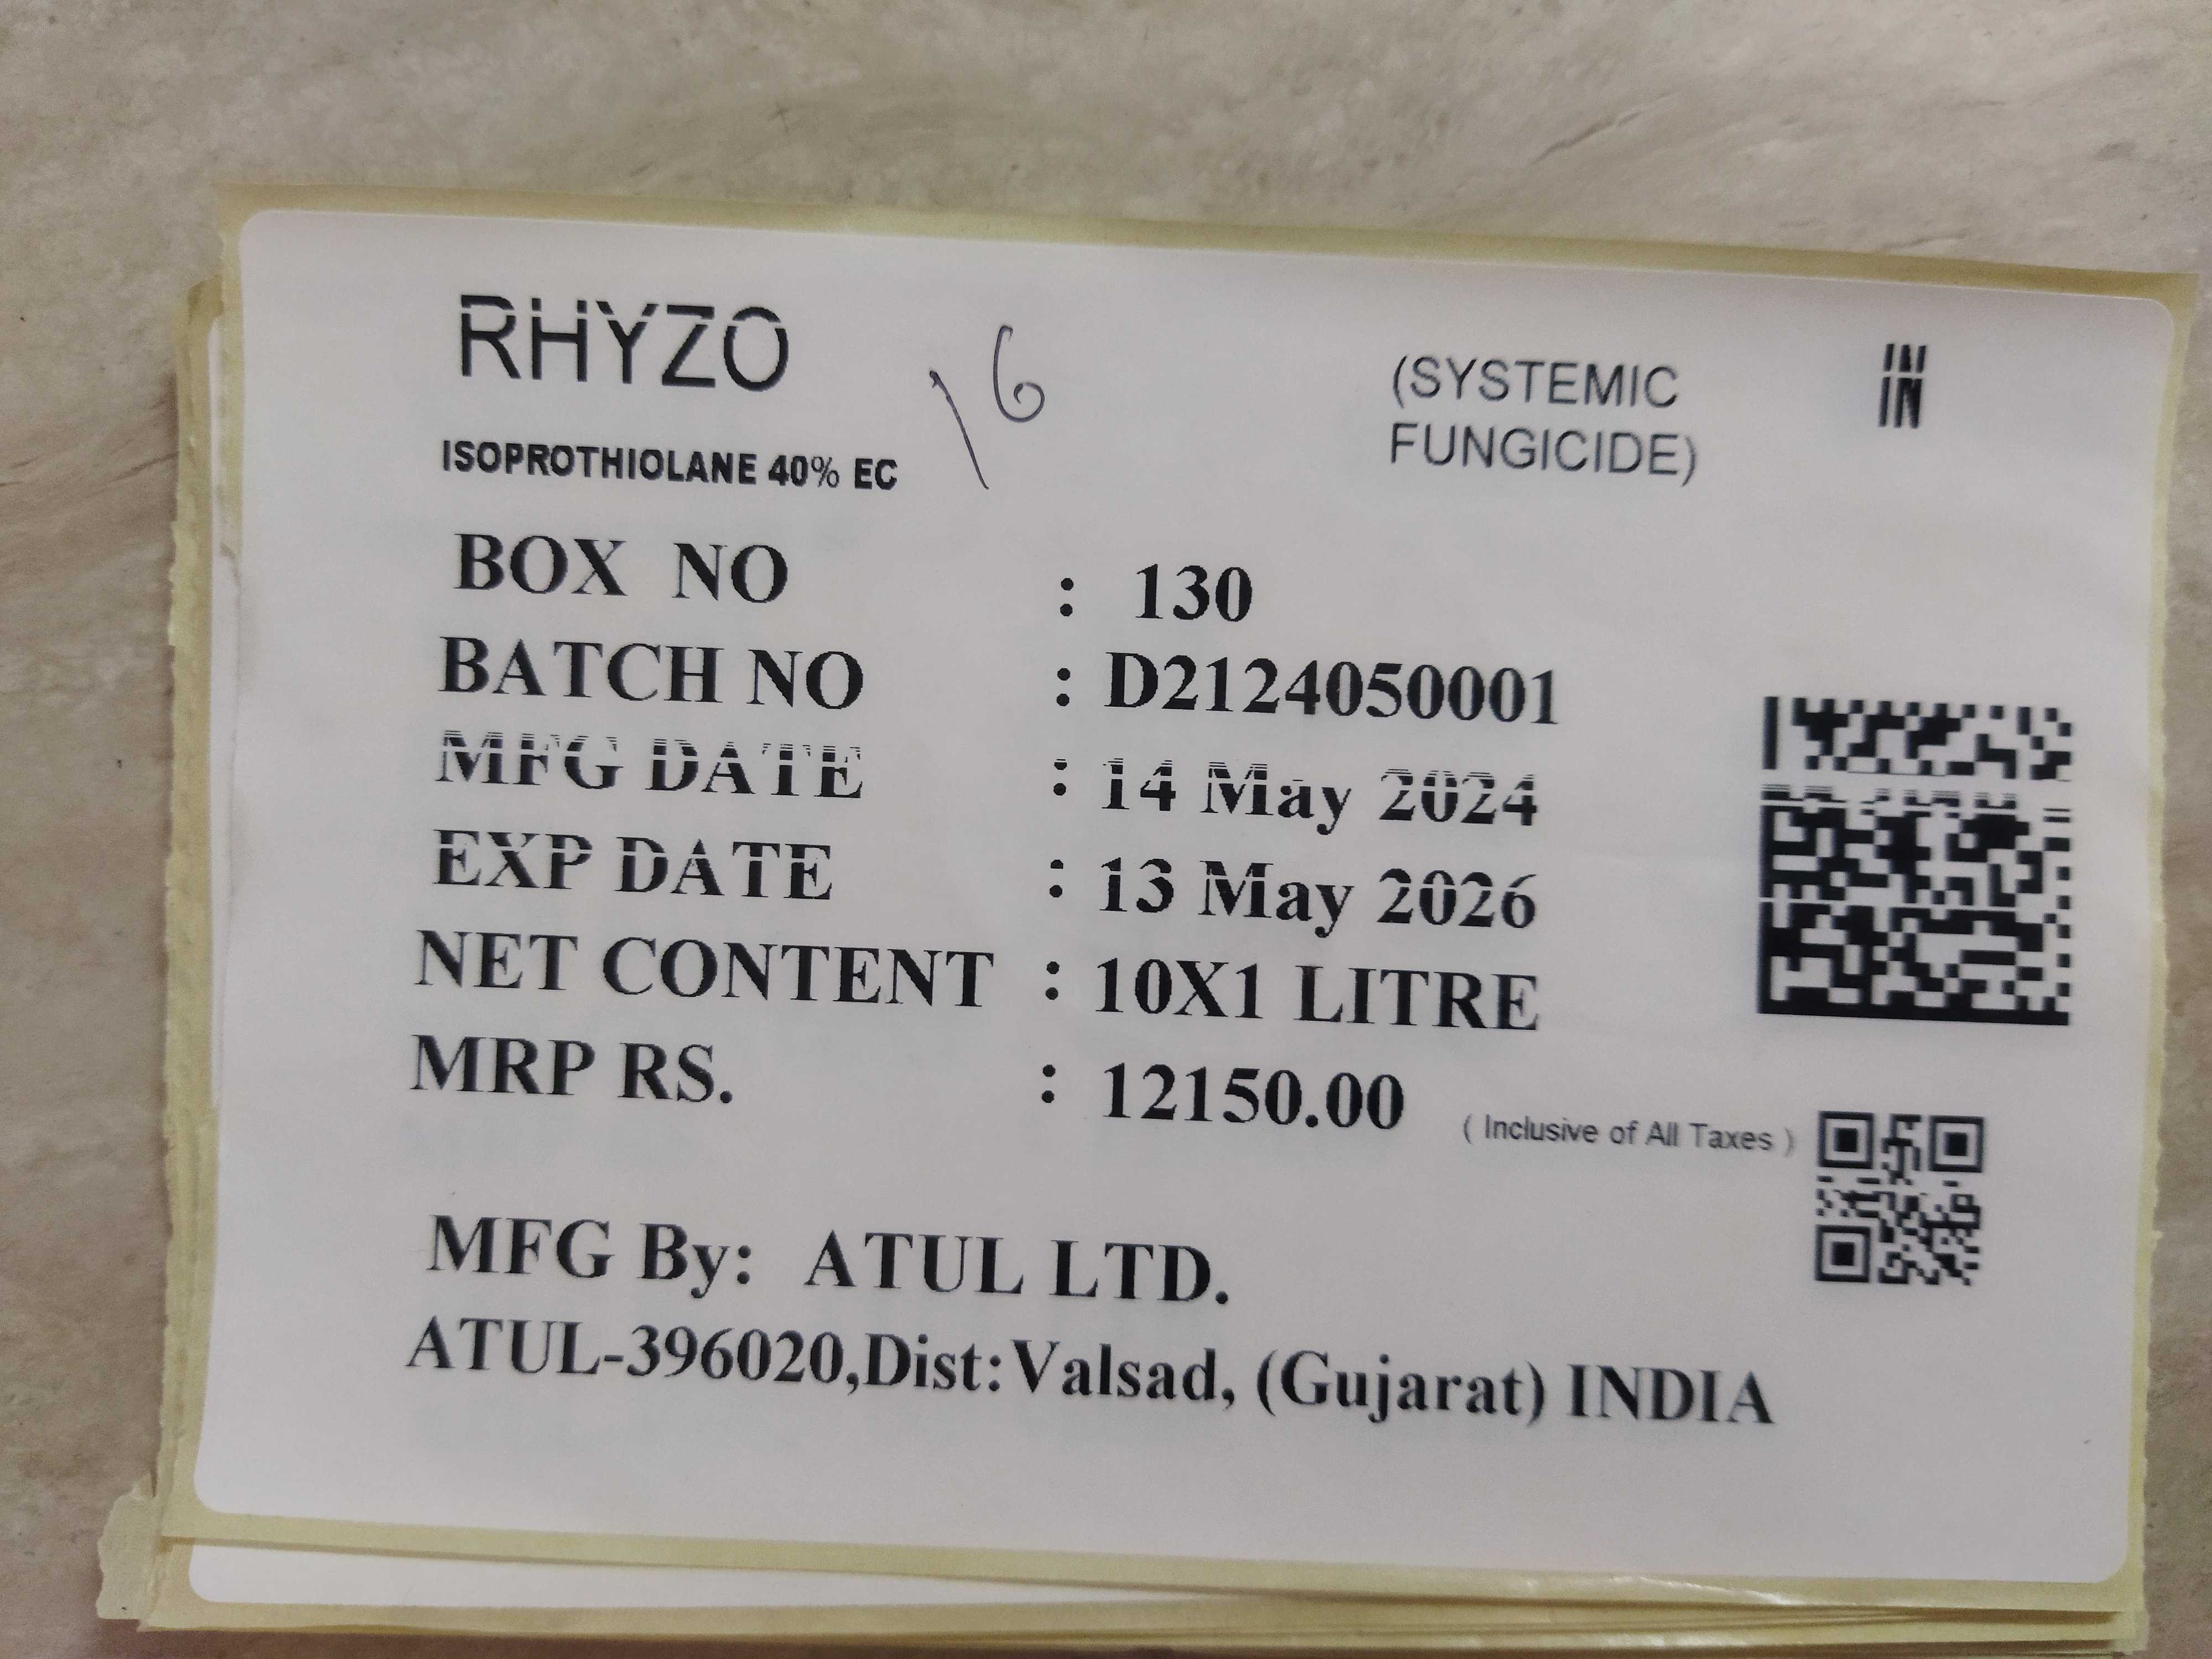 RHYZO
16
(SYSTEMIC
FUNGICIDE)
IN
ISOPROTHIOLANE 40% EC
BOX NO : 130
BATCH NO : D2124050001
MFG DATE : 14 May 2024
EXP DATE : 13 May 2026
NET CONTENT : 10X1 LITRE
MRP RS. : 12150.00 ( Inclusive of All Taxes )
MFG By: ATUL LTD.
ATUL-396020,Dist:Valsad, (Gujarat) INDIA